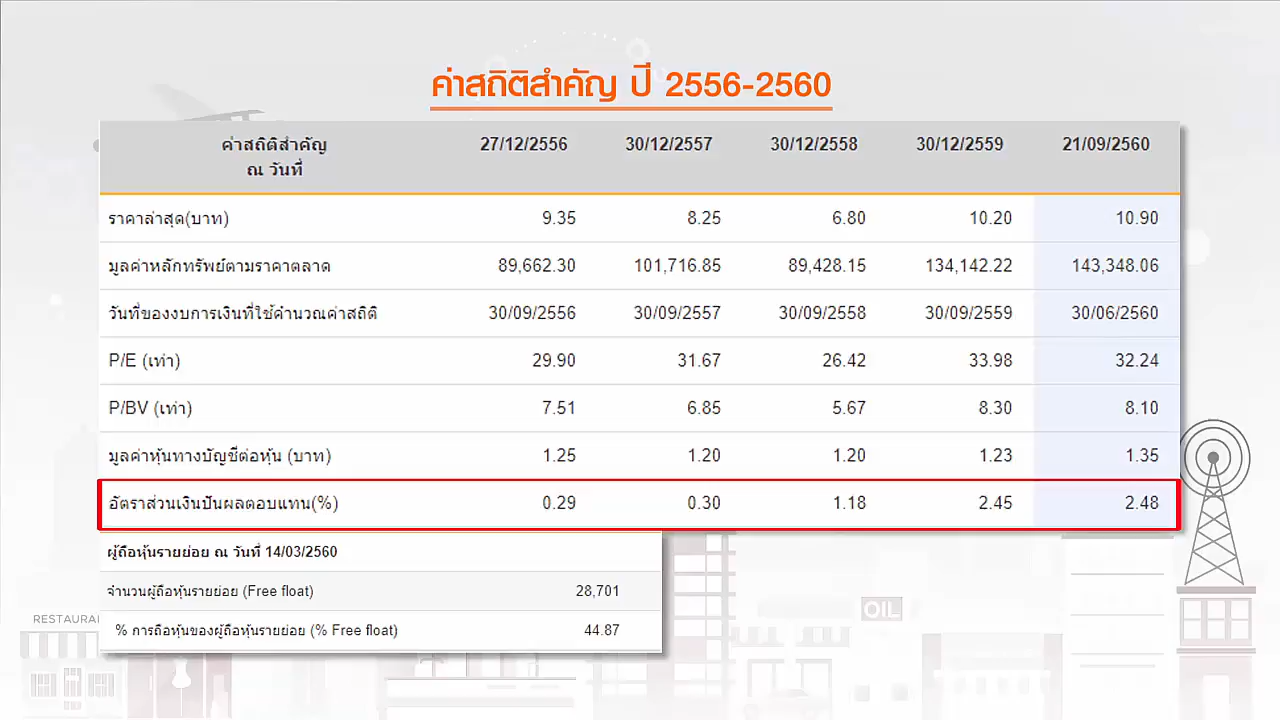 ค่าสถิติสำคัญ ปี 2556-2560
ค่าสถิติสำคัญ ณ วันที่ 27/12/2556 30/12/2557 30/12/2558 30/12/2559 21/09/2560
ราคาล่าสุด(บาท) 9.35 8.25 6.80 10.20 10.90
มูลค่าหลักทรัพย์ตามราคาตลาด 89,662.30 101,716.85 89,428.15 134,142.22 143,348.06
วันที่ของงบการเงินที่ใช้คำนวณค่าสถิติ 30/09/2556 30/09/2557 30/09/2558 30/09/2559 30/06/2560
P/E (เท่า) 29.90 31.67 26.42 33.98 32.24
P/BV (เท่า) 7.51 6.85 5.67 8.30 8.10
มูลค่าหุ้นทางบัญชีต่อหุ้น (บาท) 1.25 1.20 1.20 1.23 1.35
อัตราส่วนเงินปันผลตอบแทน(%) 0.29 0.30 1.18 2.45 2.48
ผู้ถือหุ้นรายย่อย ณ วันที่ 14/03/2560
จำนวนผู้ถือหุ้นรายย่อย (Free float) 28,701
% การถือหุ้นของผู้ถือหุ้นรายย่อย (% Free float) 44.87
OIL
RESTAURA